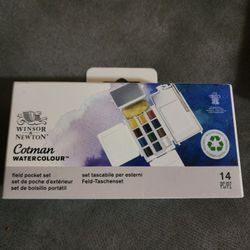 WINSOR
& NEWTON
Cotman
WATERCOLOUR™
field pocket set
set de poche d'extérieur
set de bolsillo portátil
set tascabile per esterni
Feld-Taschenset
14
PC/PZ